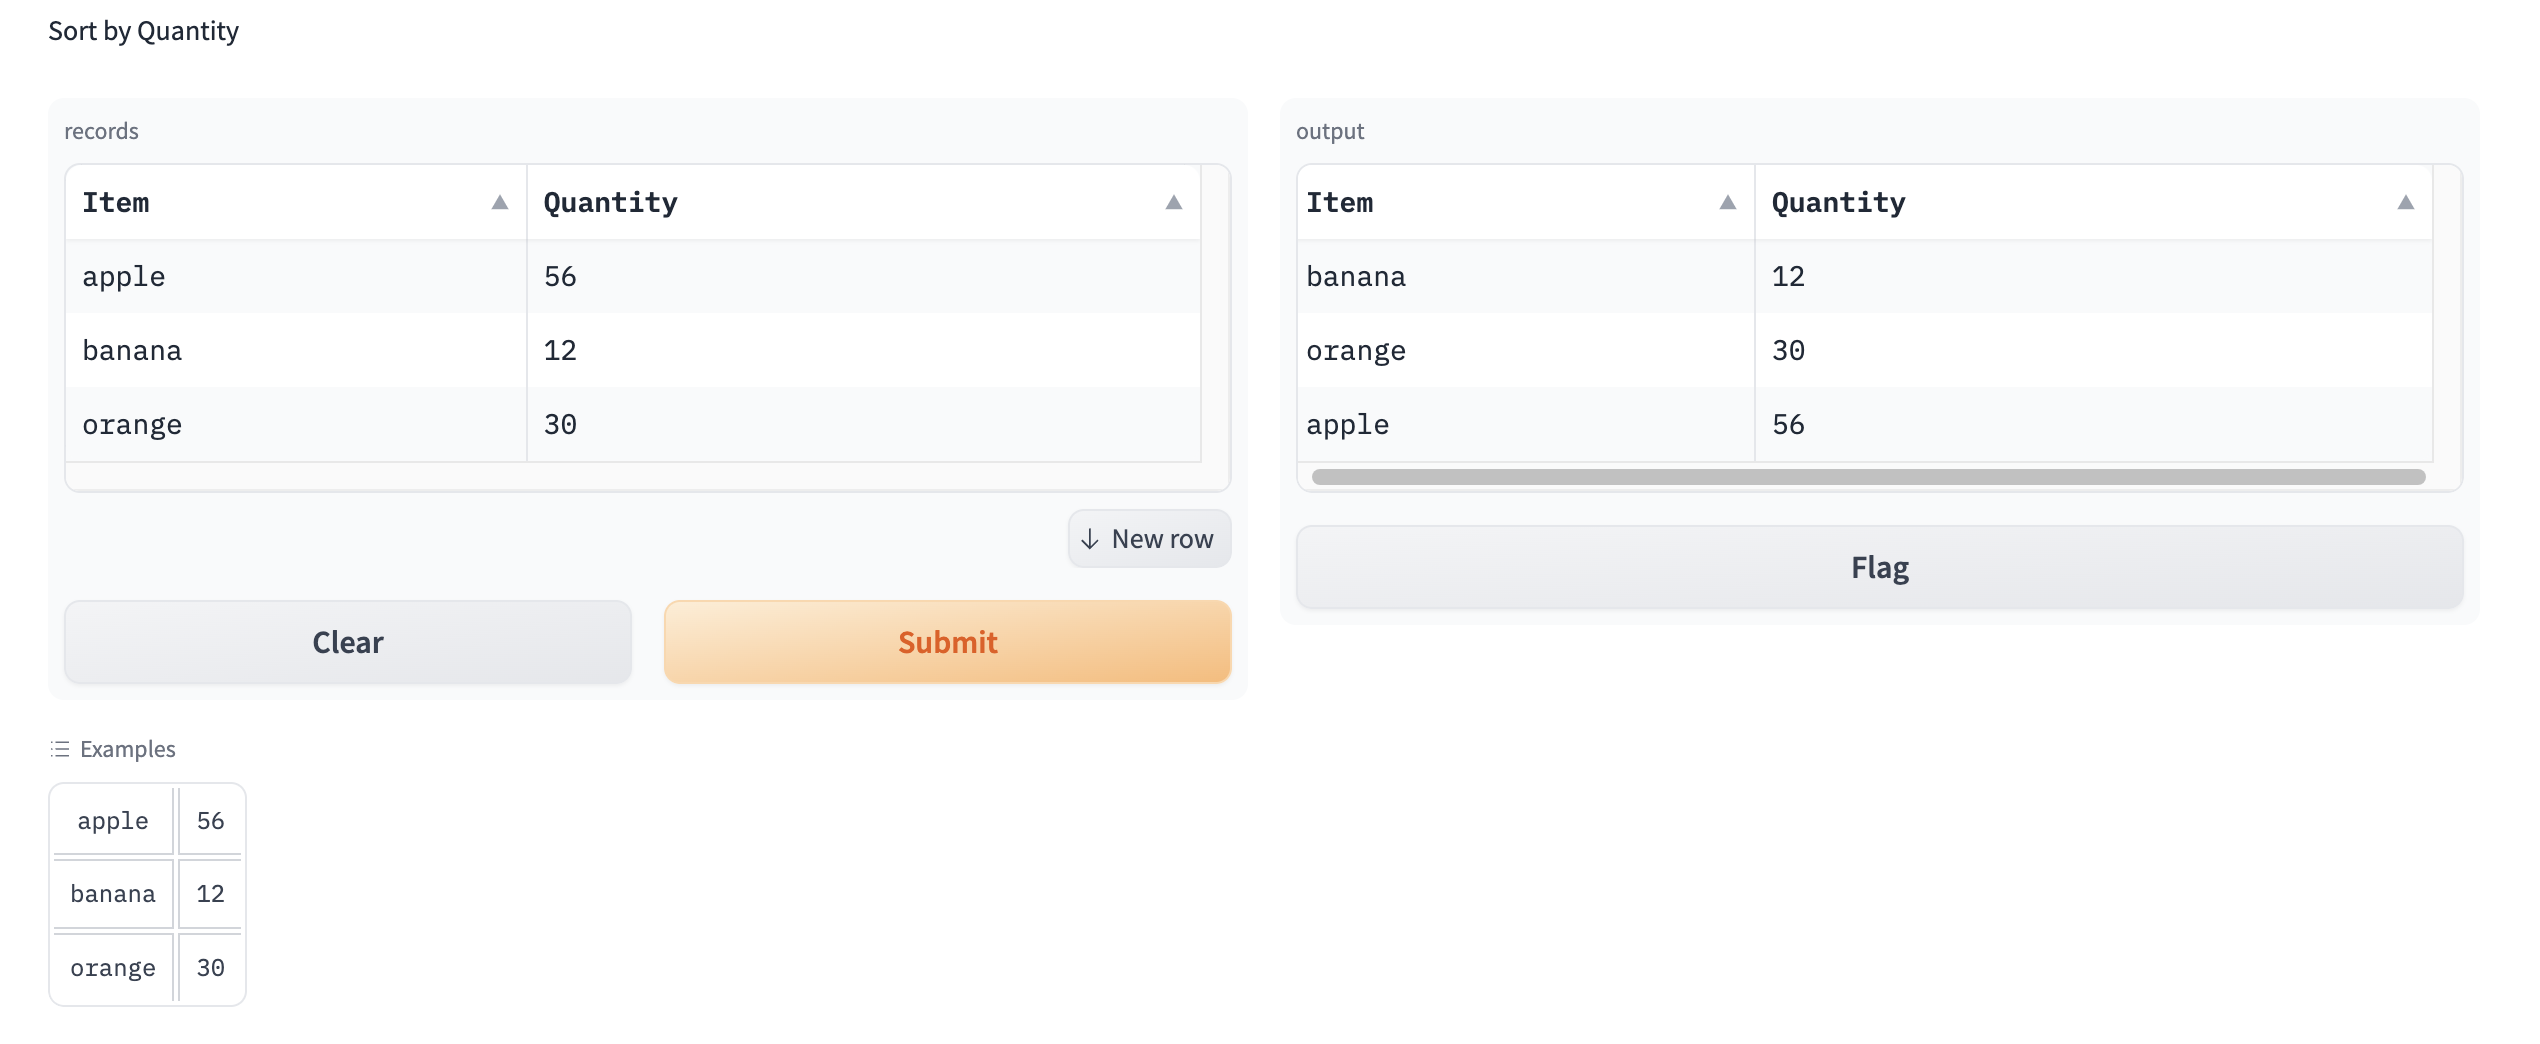 Sort by Quantity
records
Item Quantity
apple 56
banana 12
orange 30
New row
Clear Submit
output
Item Quantity
banana 12
orange 30
apple 56
Flag
Examples
apple 56
banana 12
orange 30